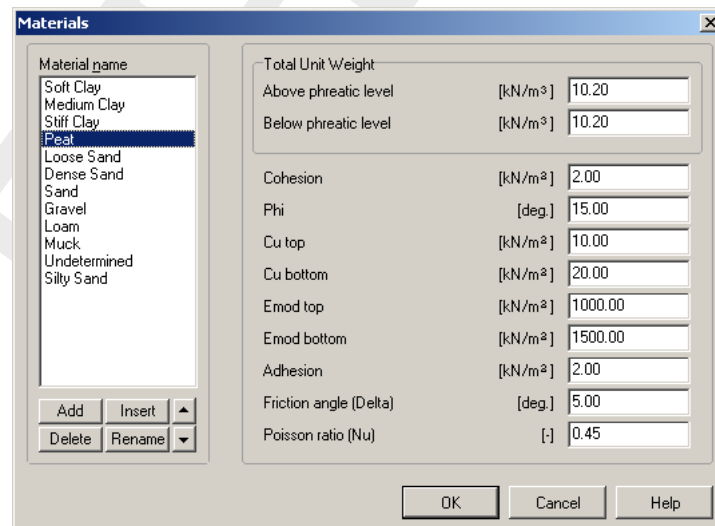 Materials
Material name
Soft Clay
Medium Clay
Stiff Clay
Peat
Loose Sand
Dense Sand
Sand
Gravel
Loam
Muck
Undetermined
Silty Sand
Add Insert
Delete Rename
Total Unit Weight
Above phreatic level [kN/m³] 10.20
Below phreatic level [kN/m³] 10.20
Cohesion [kN/m²] 2.00
Phi [deg.] 15.00
Cu top [kN/m²] 10.00
Cu bottom [kN/m²] 20.00
Emod top [kN/m²] 1000.00
Emod bottom [kN/m²] 1500.00
Adhesion [kN/m²] 2.00
Friction angle (Delta) [deg.] 5.00
Poisson ratio (Nu) [-] 0.45
OK Cancel Help